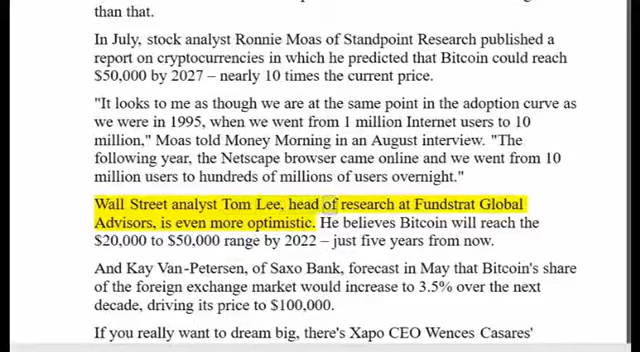 than that.
In July, stock analyst Ronnie Moas of Standpoint Research published a
report on cryptocurrencies in which he predicted that Bitcoin could reach
$50,000 by 2027 – nearly 10 times the current price.
"It looks to me as though we are at the same point in the adoption curve as
we were in 1995, when we went from 1 million Internet users to 10
million," Moas told Money Morning in an August interview. "The
following year, the Netscape browser came online and we went from 10
million users to hundreds of millions of users overnight."
Wall Street analyst Tom Lee, head of research at Fundstrat Global
Advisors, is even more optimistic. He believes Bitcoin will reach the
$20,000 to $50,000 range by 2022 – just five years from now.
And Kay Van-Petersen, of Saxo Bank, forecast in May that Bitcoin's share
of the foreign exchange market would increase to 3.5% over the next
decade, driving its price to $100,000.
If you really want to dream big, there's Xapo CEO Wences Casares'